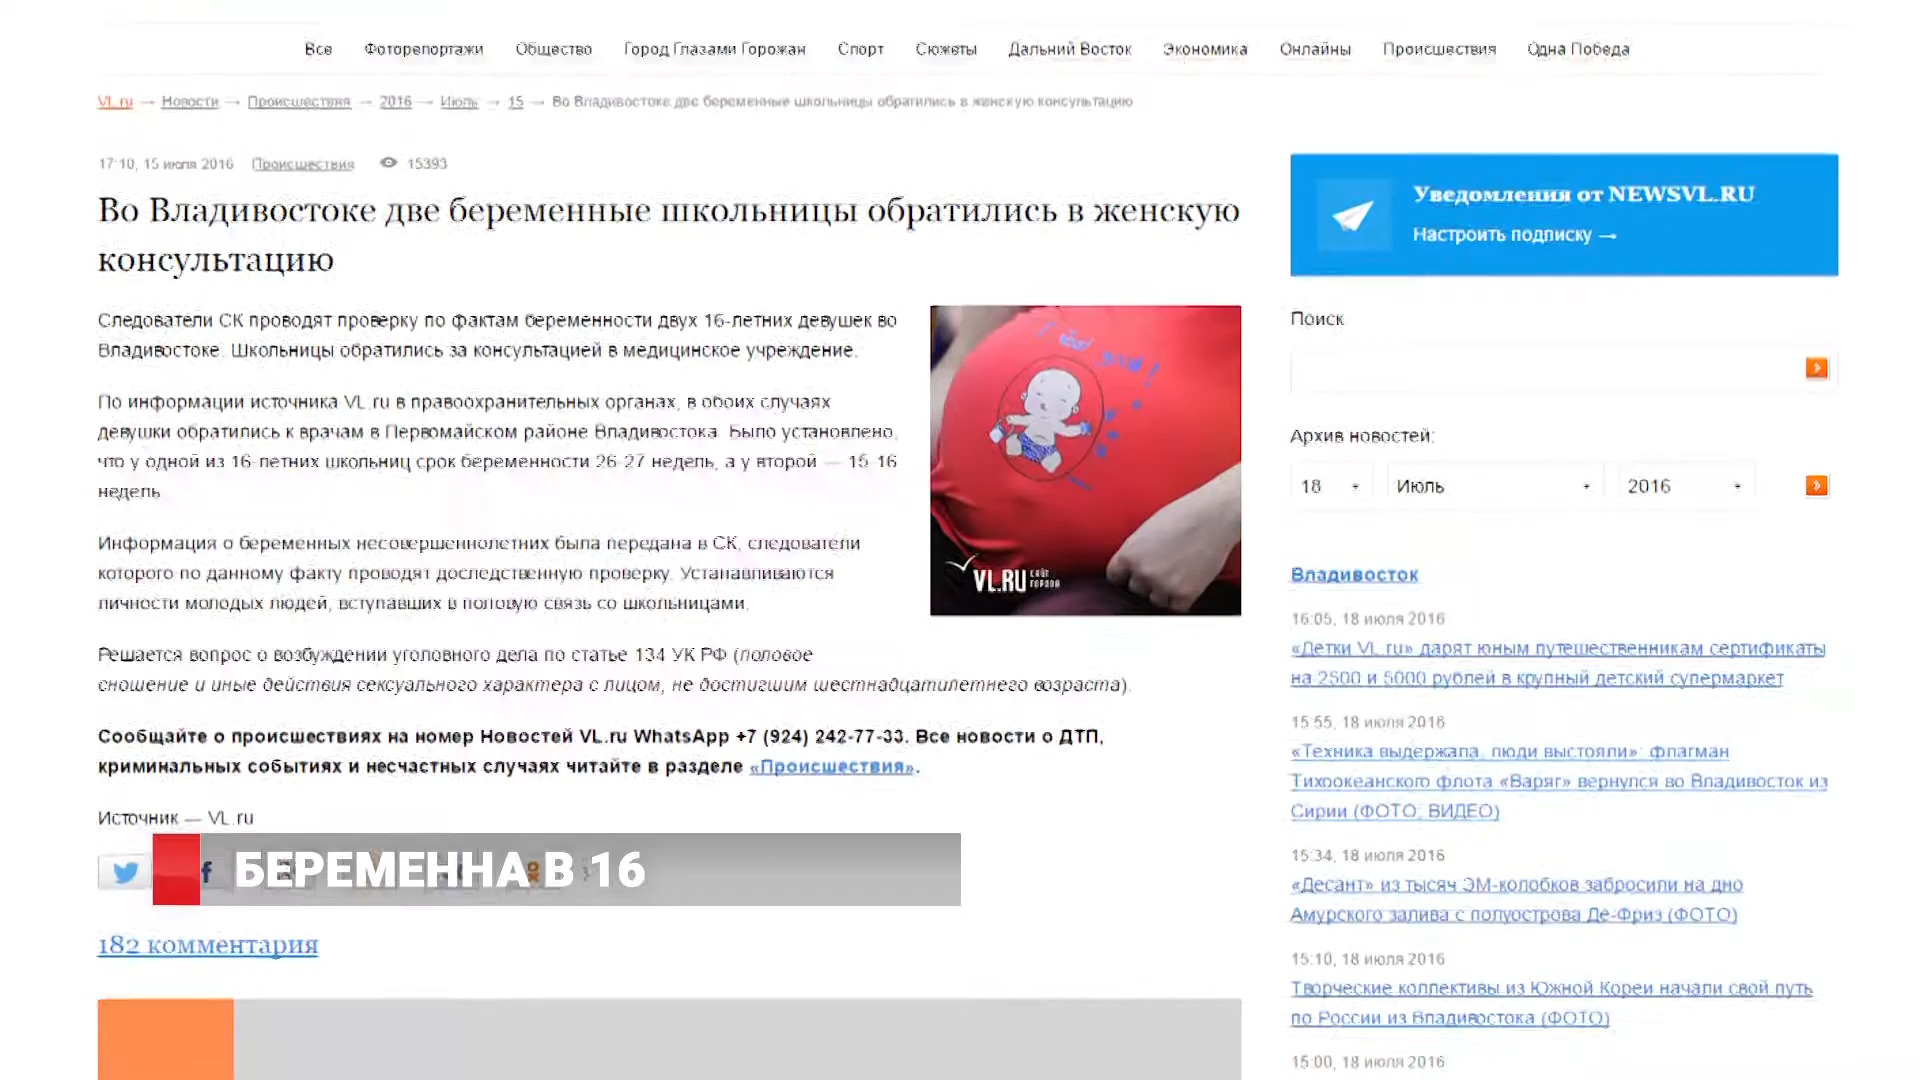 Все Фоторепортажи Общество Город Глазами Горожан Спорт Сюжеты Дальний Восток Экономика Онлайны Происшествия Одна Победа
VL.ru → Новости → Происшествия → 2016 → Июль → 15 → Во Владивостоке две беременные школьницы обратились в женскую консультацию
17:10, 15 июля 2016 Происшествия 15393
Во Владивостоке две беременные школьницы обратились в женскую
консультацию
Следователи СК проводят проверку по фактам беременности двух 16-летних девушек во
Владивостоке. Школьницы обратились за консультацией в медицинское учреждение.
По информации источника VL.ru в правоохранительных органах, в обоих случаях
девушки обратились к врачам в Первомайском районе Владивостока. Было установлено,
что у одной из 16-летних школьниц срок беременности 26-27 недель, а у второй — 15-16
недель.
Информация о беременных несовершеннолетних была передана в СК, следователи
которого по данному факту проводят доследственную проверку. Устанавливаются
личности молодых людей, вступавших в половую связь со школьницами.
Решается вопрос о возбуждении уголовного дела по статье 134 УК РФ (половое
сношение и иные действия сексуального характера с лицом, не достигшим шестнадцатилетнего возраста).
Сообщайте о происшествиях на номер Новостей VL.ru WhatsApp +7 (924) 242-77-33. Все новости о ДТП,
криминальных событиях и несчастных случаях читайте в разделе «Происшествия».
Источник — VL.ru
VL.RU САЙТ ГОРОДА
БЕРЕМЕННА В 16
182 комментария
Уведомления от NEWSVL.RU
Настроить подписку →
Поиск
Архив новостей:
18 Июль 2016
Владивосток
16:05, 18 июля 2016
«Детки VL.ru» дарят юным путешественникам сертификаты
на 2500 и 5000 рублей в крупный детский супермаркет
15:55, 18 июля 2016
«Техника выдержала, люди выстояли»: флагман
Тихоокеанского флота «Варяг» вернулся во Владивосток из
Сирии (ФОТО; ВИДЕО)
15:34, 18 июля 2016
«Десант» из тысяч ЭМ-колобков забросили на дно
Амурского залива с полуострова Де-Фриз (ФОТО)
15:10, 18 июля 2016
Творческие коллективы из Южной Кореи начали свой путь
по России из Владивостока (ФОТО)
15:00, 18 июля 2016